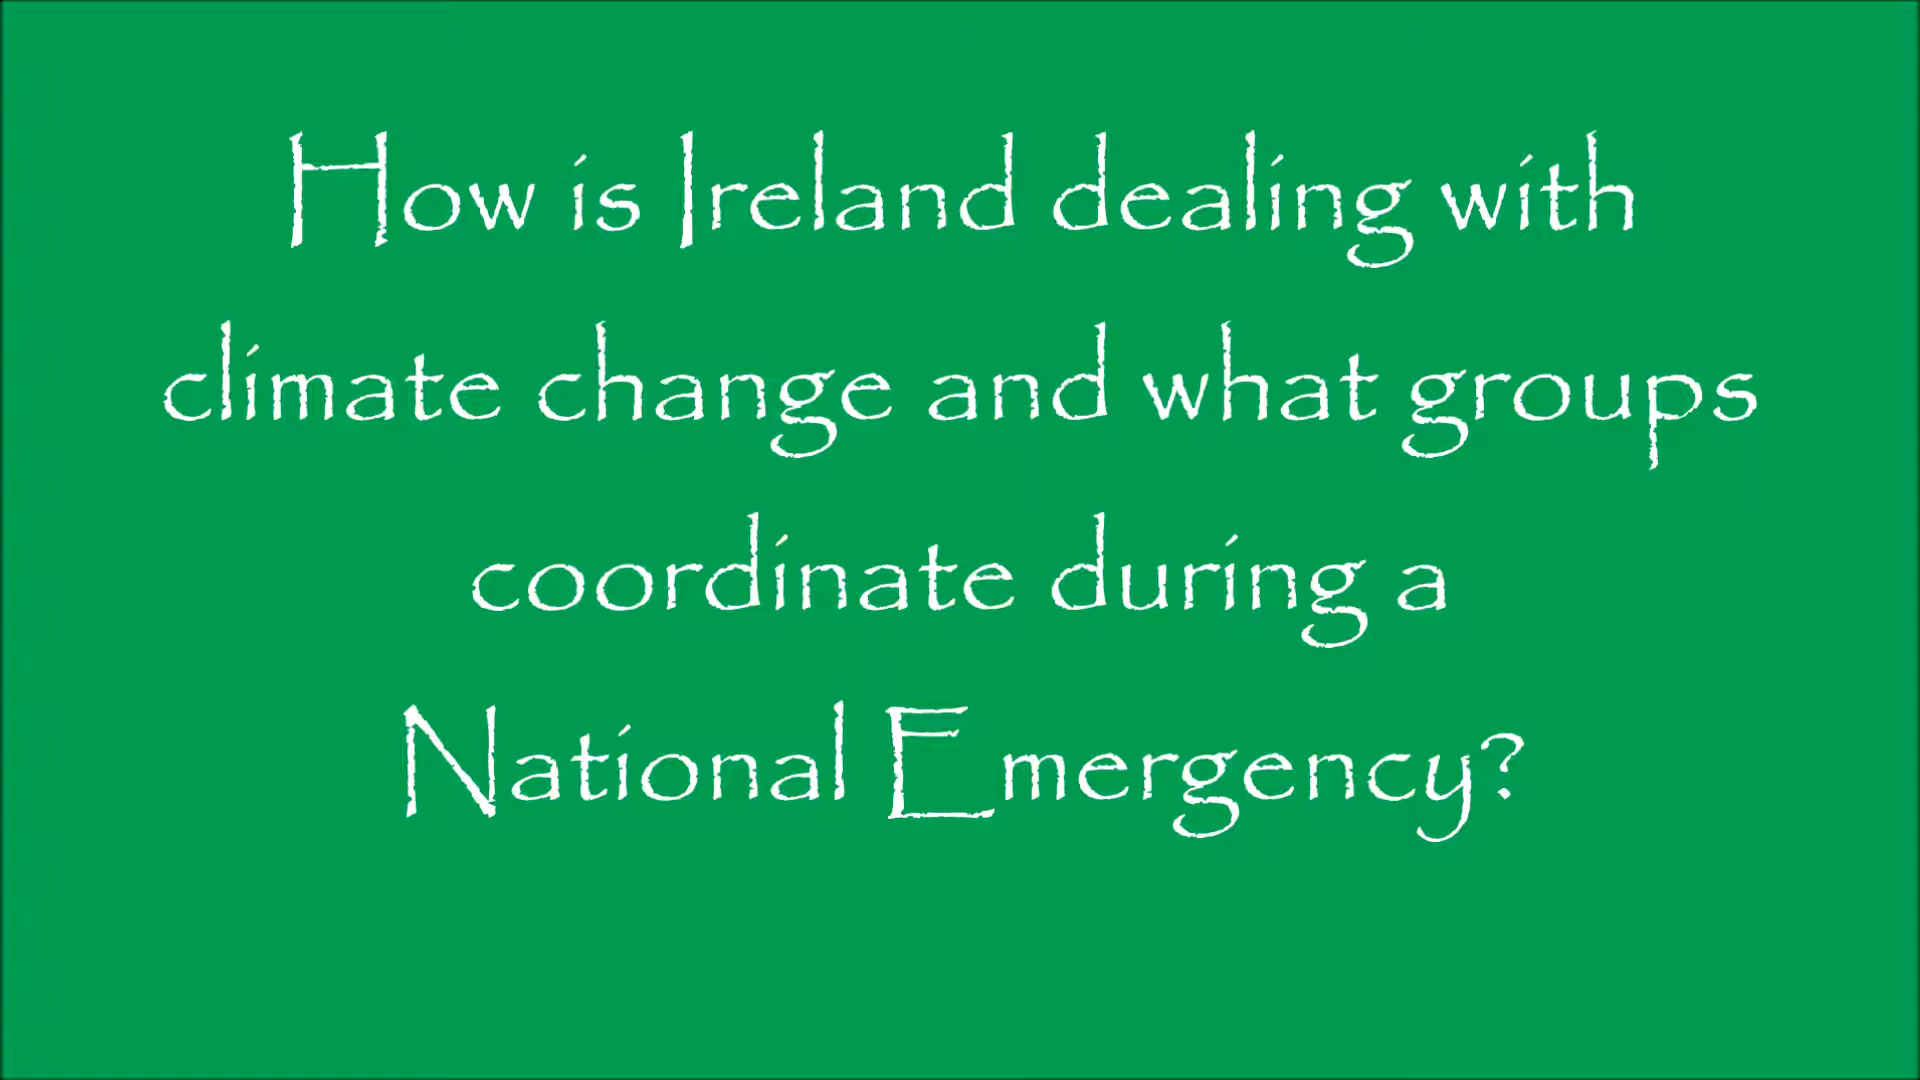 How is Ireland dealing with
climate change and what groups
coordinate during a
National Emergency?